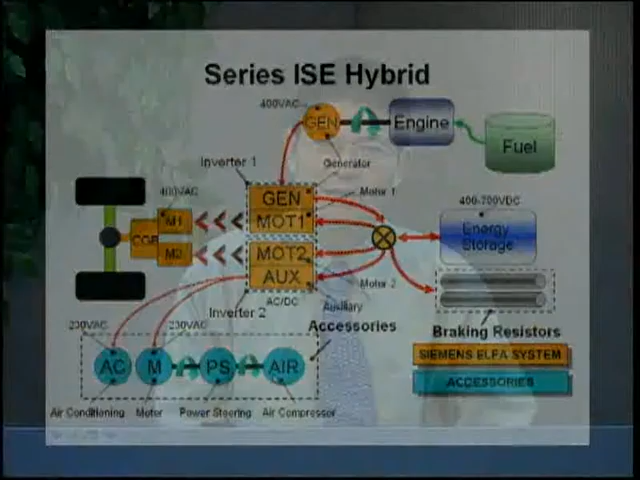 Series ISE Hybrid
400VAC
GEN
Engine
Fuel
Generator
Inverter 1
400VAC
Motor 1
400-700VDC
GEN
MOT1
M1
M2
CGB
MOT2
AUX
Energy
Storage
Motor 2
AC/DC
Auxiliary
Inverter 2
Accessories
230VAC
230VAC
Braking Resistors
SIEMENS ELFA SYSTEM
ACCESSORIES
AC
M
PS
AIR
Air Conditioning
Motor
Power Steering
Air Compressor